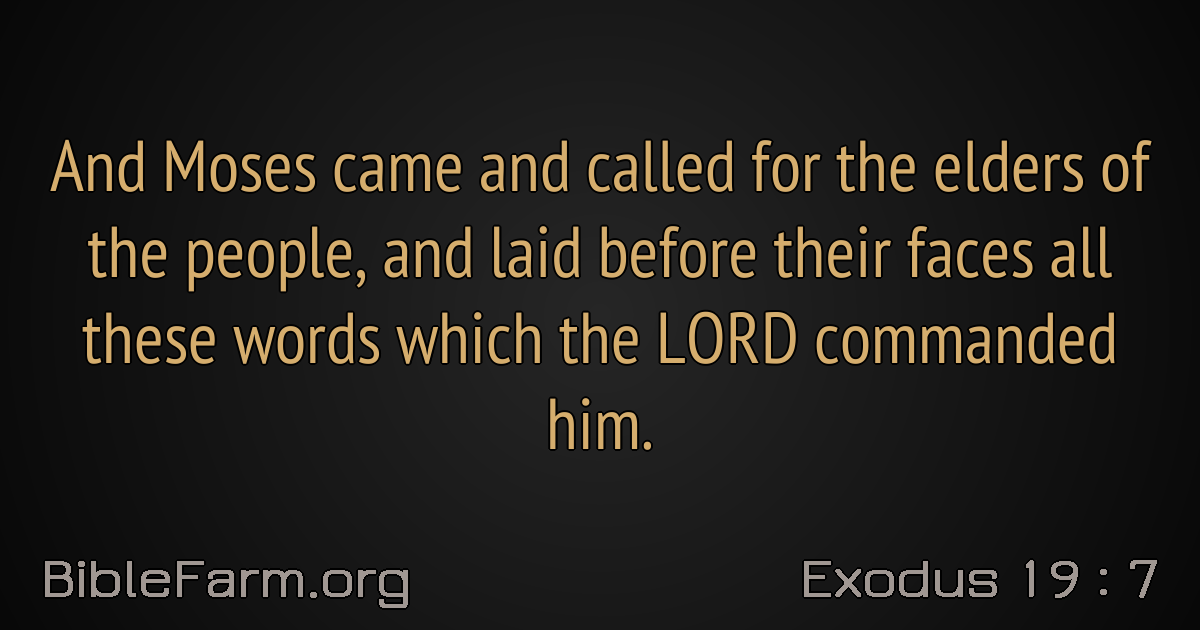 And Moses came and called for the elders of
the people, and laid before their faces all
these words which the LORD commanded
him.
BibleFarm.org
Exodus 19 : 7